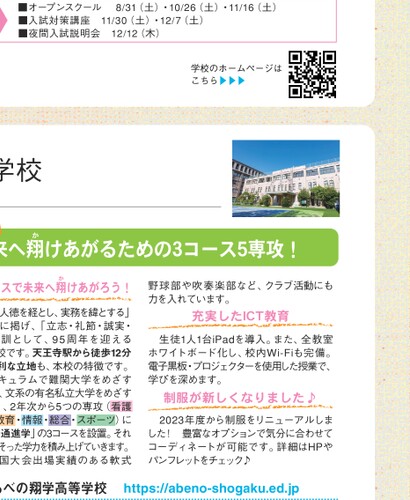 ■オープンスクール　8/31（土）・10/26（土）・11/16（土）
■入試対策講座　11/30（土）・12/7（土）
■夜間入試説明会　12/12（木）
学校のホームページは
こちら▶▶▶
学校
来へ翔けあがるための3コース5専攻！
か
スで未来へ翔けあがろう！
か
人徳を経とし、実務を緯とする」
に掲げ、「立志・礼節・誠実・
訓として、95周年を迎える
校です。天王寺駅から徒歩12分
利な立地も、本校の特徴です。
キュラムで難関大学をめざす
、文系の有名私立大学をめざす
、2年次から5つの専攻（看護
教育・情報・総合・スポーツ）に
通進学」の3コースを設置。それ
そった学力を積み上げていきます。
国大会出場実績のある軟式
野球部や吹奏楽部など、クラブ活動にも
力を入れています。
充実したICT教育
生徒1人1台iPadを導入。また、全教室
ホワイトボード化し、校内Wi-Fiも完備。
電子黒板・プロジェクターを使用した授業で、
学びを深めます。
制服が新しくなりました♪
2023年度から制服をリニューアルしま
した！　豊富なオプションで気分に合わせて
コーディネートが可能です。詳細はHPや
パンフレットをチェック♪
べの翔学高等学校
https://abeno-shogaku.ed.jp